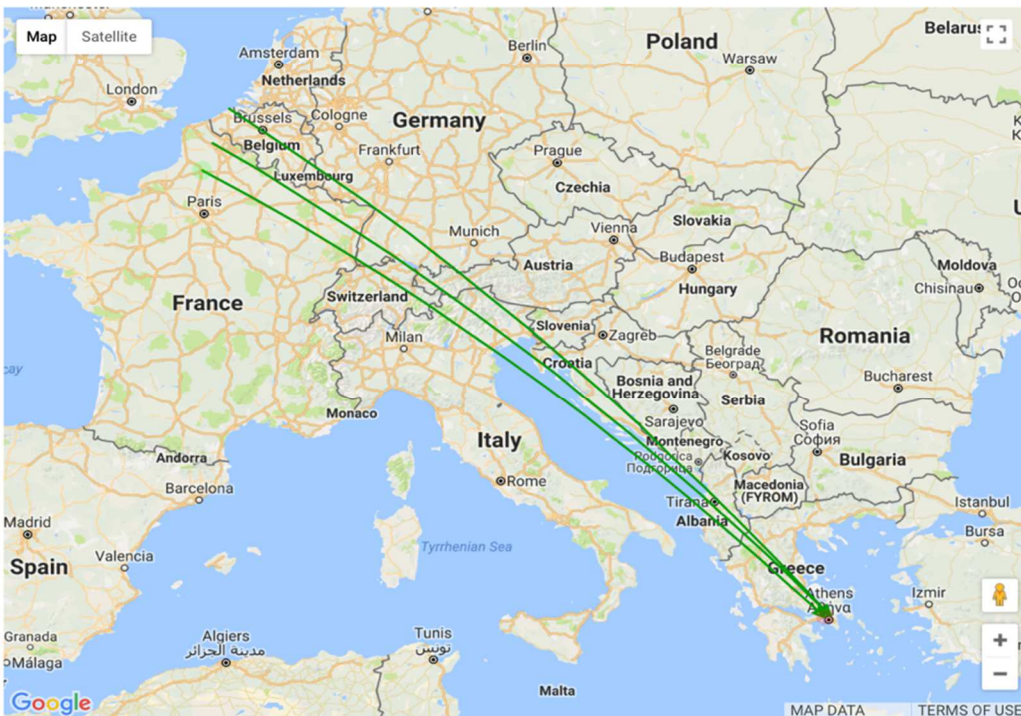 Map
Satellite
Amsterdam
Netherlands
Berlin
Poland
Warsaw
Belarus
London
Brussels
Cologne
Belgium
Germany
Frankfurt
Luxembourg
Prague
Czechia
Paris
Munich
Vienna
Slovakia
Austria
Budapest
Hungary
Moldova
Chisinau
France
Switzerland
Milan
Slovenia
Zagreb
Croatia
Romania
Belgrade
Београд
Bucharest
Bosnia and
Herzegovina
Serbia
Sarajevo
Monaco
Italy
Montenegro
Podgorica
Подгорица
Kosovo
Sofia
София
Bulgaria
Andorra
Barcelona
Rome
Macedonia
(FYROM)
Tirana
Albania
Istanbul
Bursa
Madrid
Spain
Valencia
Tyrrhenian Sea
Greece
Athens
Αθήνα
Izmir
Granada
Málaga
Algiers
مدينة الجزائر
Tunis
تونس
Malta
Google
MAP DATA
TERMS OF USE